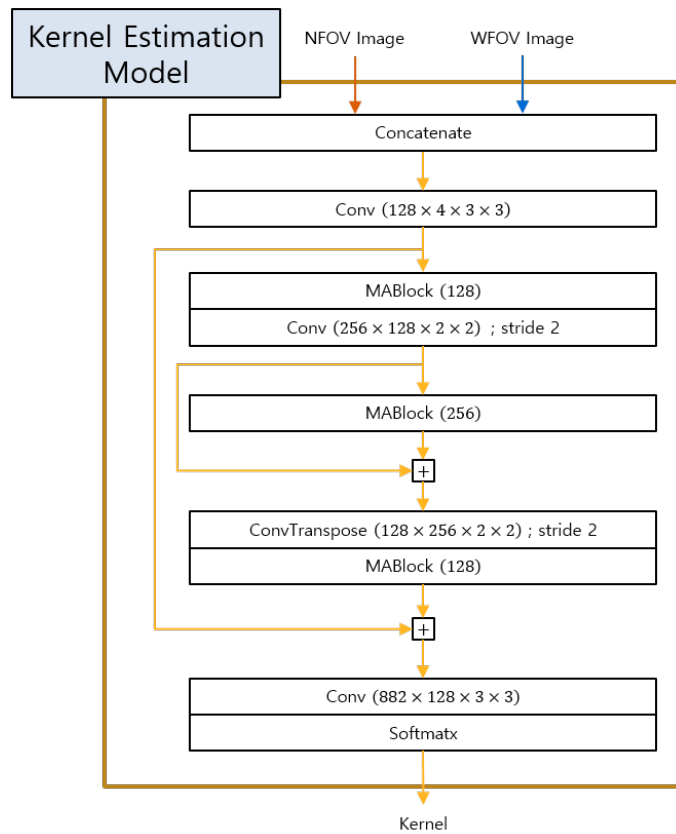 Kernel Estimation
Model
NFOV Image
WFOV Image
Concatenate
Conv (128 × 4 × 3 × 3)
MABlock (128)
Conv (256 × 128 × 2 × 2) ; stride 2
MABlock (256)
+
ConvTranspose (128 × 256 × 2 × 2) ; stride 2
MABlock (128)
+
Conv (882 × 128 × 3 × 3)
Softmatx
Kernel